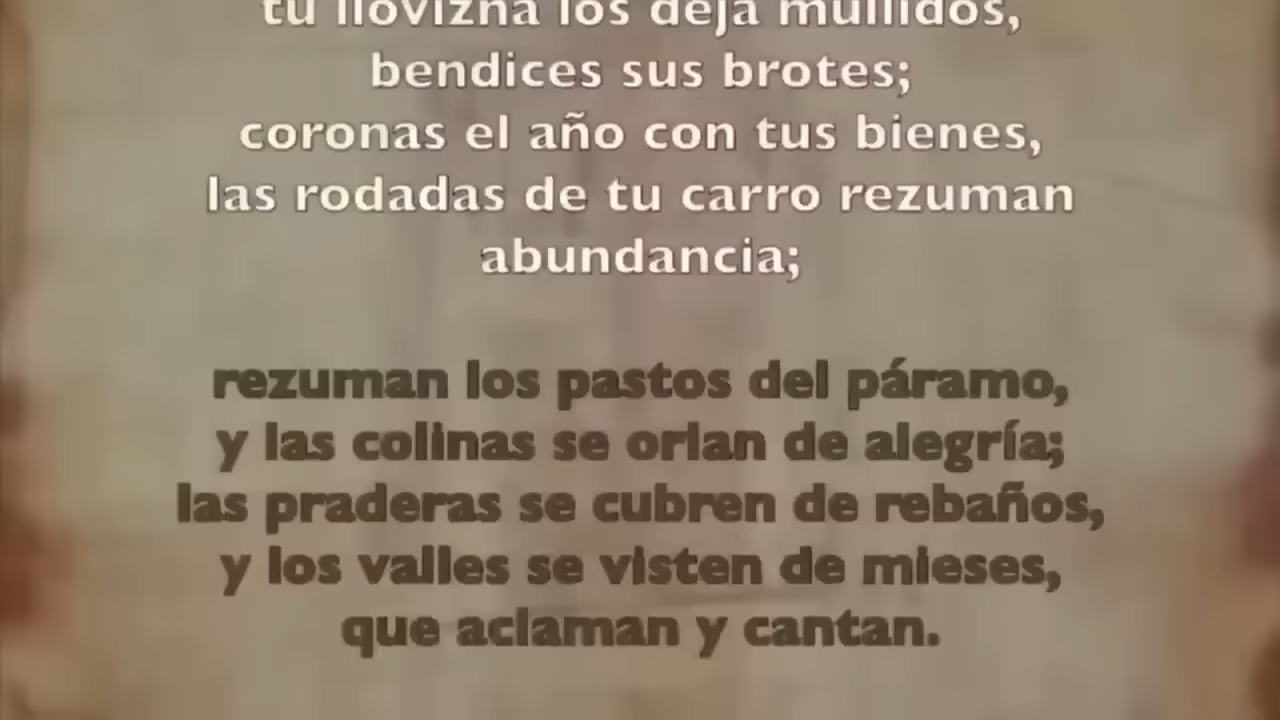 tu llovizna los deja mullidos,
bendices sus brotes;
coronas el año con tus bienes,
las rodadas de tu carro rezuman
abundancia;
rezuman los pastos del páramo,
y las colinas se orlan de alegría;
las praderas se cubren de rebaños,
y los valles se visten de mieses,
que aclaman y cantan.